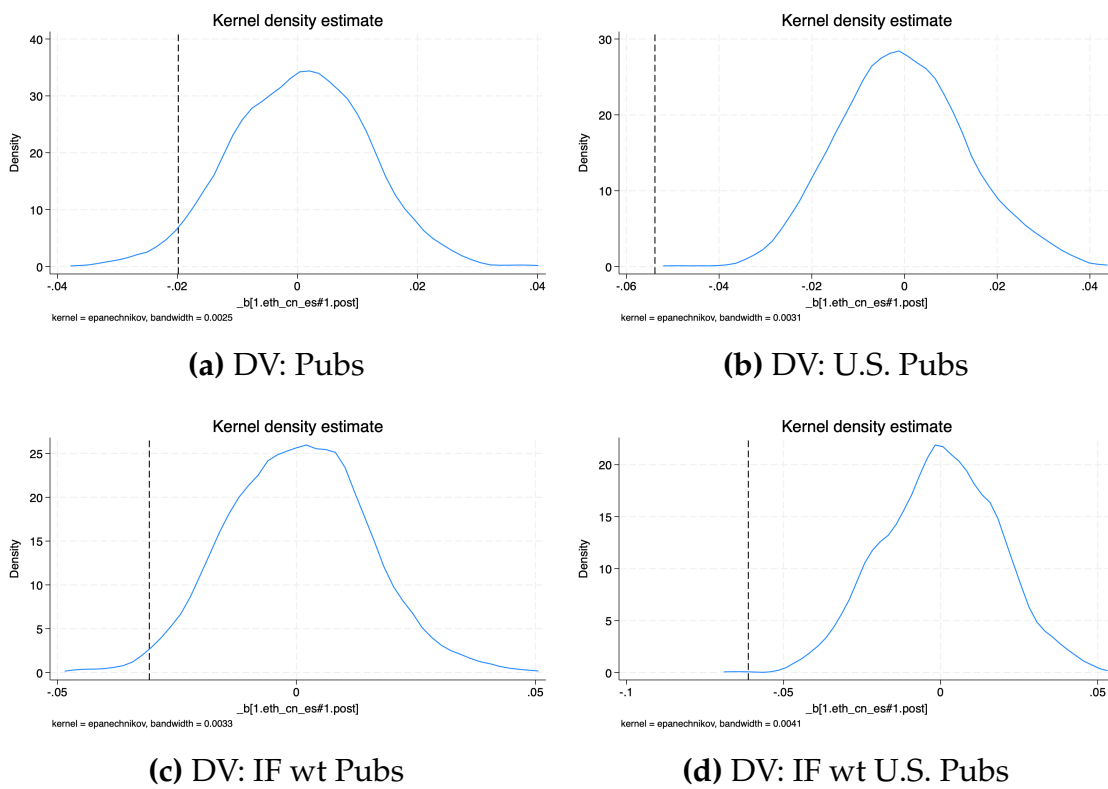 Kernel density estimate
40
30
20
10
0
Density
-.04 -.02 0 .02 .04
_b[1.eth_cn_es#1.post]
kernel = epanechnikov, bandwidth = 0.0025
(a) DV: Pubs
Kernel density estimate
30
20
10
0
Density
-.06 -.04 -.02 0 .02 .04
_b[1.eth_cn_es#1.post]
kernel = epanechnikov, bandwidth = 0.0031
(b) DV: U.S. Pubs
Kernel density estimate
25
20
15
10
5
0
Density
-.05 0 .05
_b[1.eth_cn_es#1.post]
kernel = epanechnikov, bandwidth = 0.0033
(c) DV: IF wt Pubs
Kernel density estimate
20
15
10
5
0
Density
-.1 -.05 0 .05
_b[1.eth_cn_es#1.post]
kernel = epanechnikov, bandwidth = 0.0041
(d) DV: IF wt U.S. Pubs